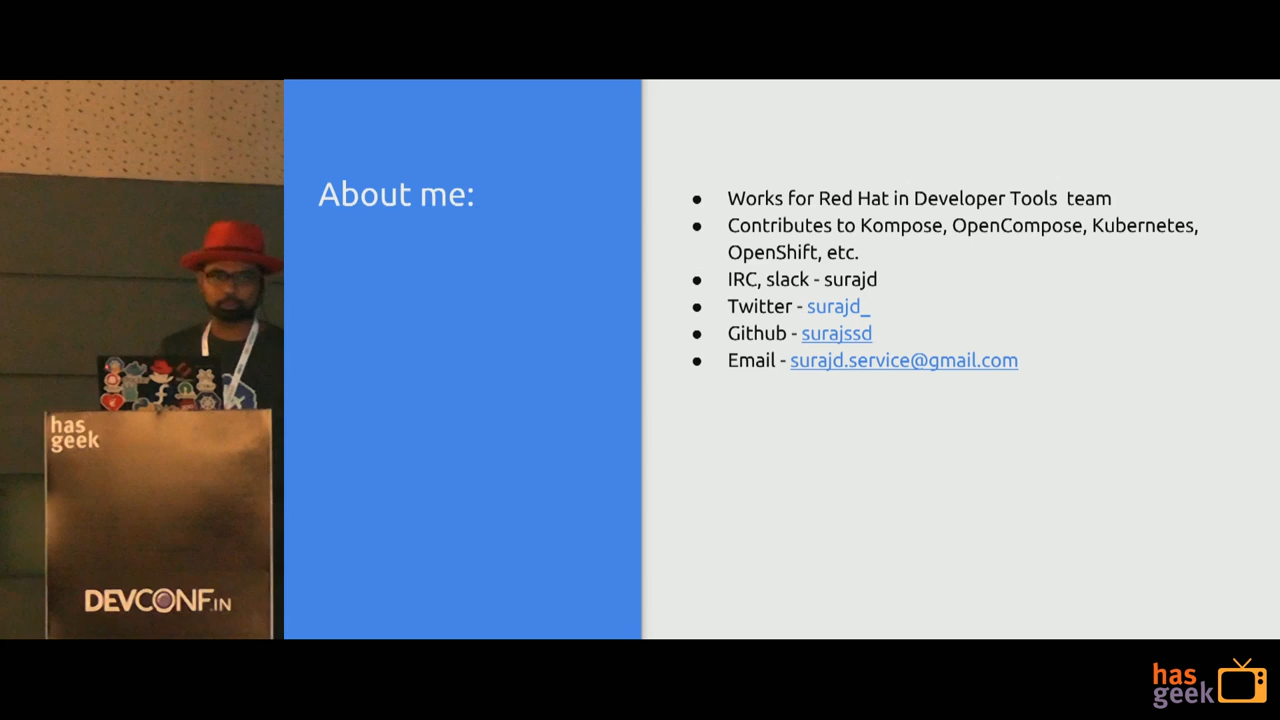 About me:
● Works for Red Hat in Developer Tools team
● Contributes to Kompose, OpenCompose, Kubernetes,
OpenShift, etc.
● IRC, slack - surajd
● Twitter - surajd_
● Github - surajssd
● Email - surajd.service@gmail.com
has
geek
DEVCONF.IN
has
geek